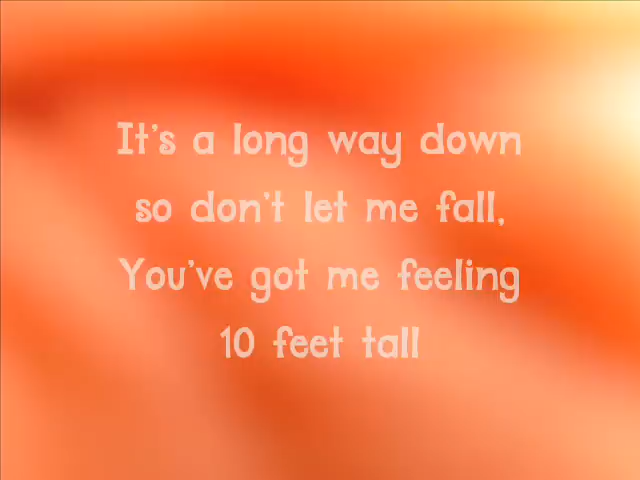 It's a long way down
so don't let me fall,
You've got me feeling
10 feet tall